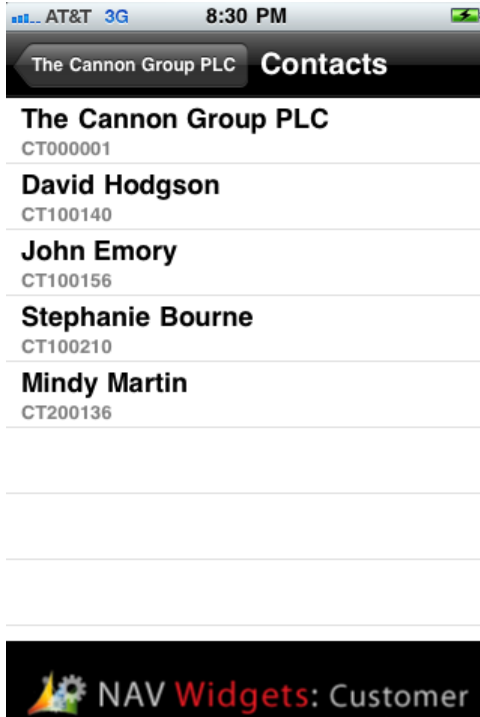 AT&T 3G 8:30 PM
The Cannon Group PLC Contacts
The Cannon Group PLC
CT000001
David Hodgson
CT100140
John Emory
CT100156
Stephanie Bourne
CT100210
Mindy Martin
CT200136
NAV Widgets: Customer